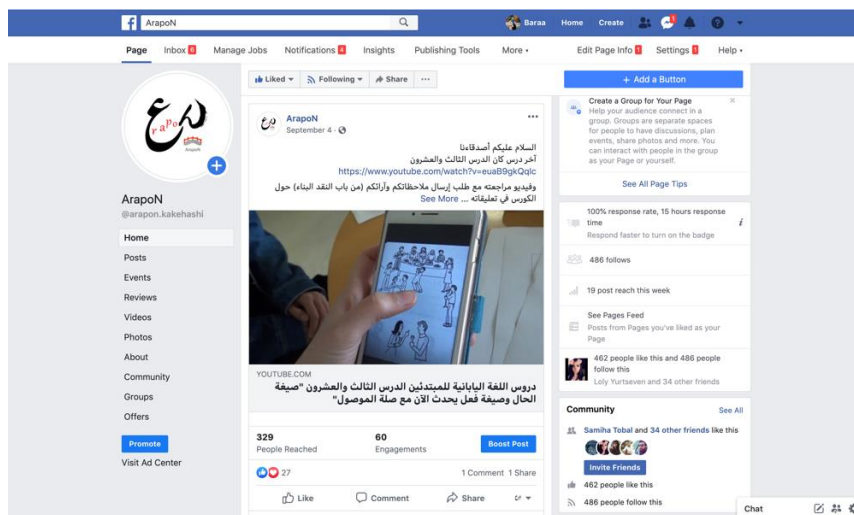 ArapoN
Baraa Home Create
Page Inbox 8 Manage Jobs Notifications 4 Insights Publishing Tools More Edit Page Info 1 Settings 1 Help
Liked Following Share
+ Add a Button
ArapoN
@arapon.kakehashi
Home
Posts
Events
Reviews
Videos
Photos
About
Community
Groups
Offers
Promote
Visit Ad Center
ArapoN
September 4
السلام عليكم أصدقاءنا
آخر درس كان الدرس الثالث والعشرون
https://www.youtube.com/watch?v=euaB9gkQqlc
وفيديو مراجعته مع طلب إرسال ملاحظاتكم وآرائكم (من باب النقد البناء) حول
الكورس في تعليقاته ... See More
YOUTUBE.COM
دروس اللغة اليابانية للمبتدئين الدرس الثالث والعشرون "صيغة
الحال وصيغة فعل يحدث الآن مع صلة الموصول"
329
People Reached
60
Engagements
Boost Post
27
1 Comment 1 Share
Like Comment Share
Create a Group for Your Page
Help your audience connect in a
group. Groups are separate spaces
for people to have discussions, plan
events, share photos and more. You
can interact with people in the group
as your Page or yourself.
See All Page Tips
100% response rate, 15 hours response
time
Respond faster to turn on the badge
486 follows
19 post reach this week
See Pages Feed
Posts from Pages you've liked as your
Page
462 people like this and 486 people
follow this
Loly Yurtseven and 34 other friends
Community See All
Samiha Tobal and 34 other friends like this
Invite Friends
462 people like this
486 people follow this
Chat